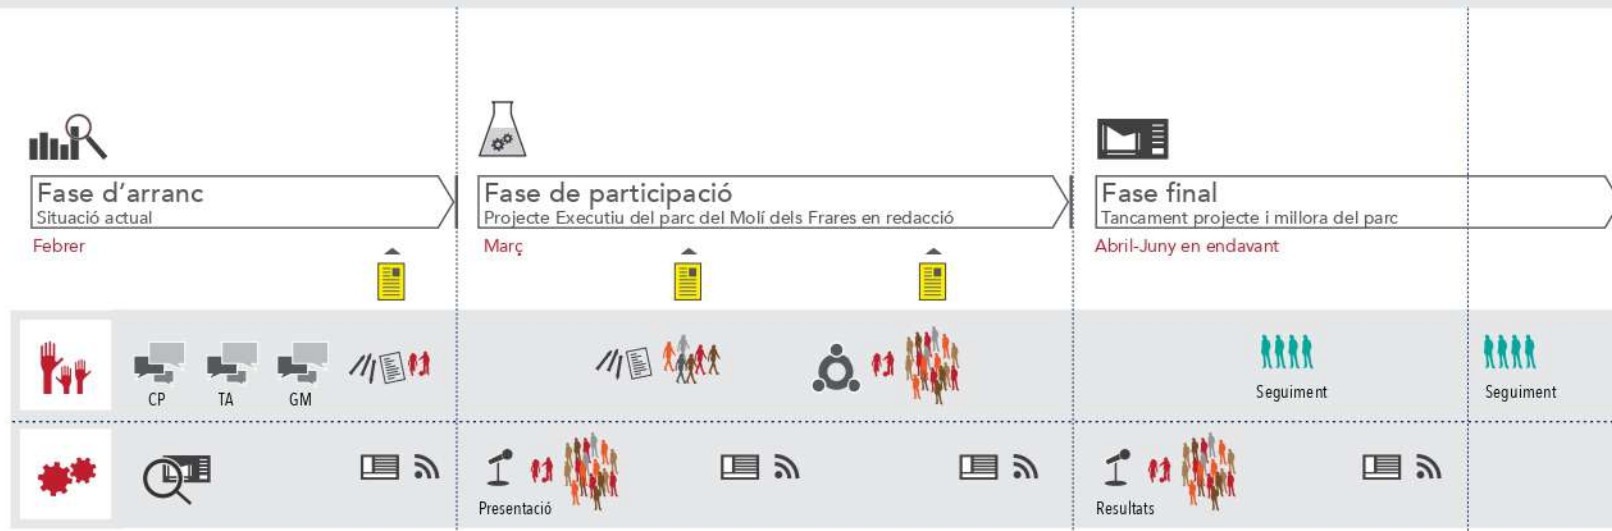 Fase d'arranc
Situació actual
Febrer
Fase de participació
Projecte Executiu del parc del Molí dels Frares en redacció
Març
Fase final
Tancament projecte i millora del parc
Abril-Juny en endavant
CP
TA
GM
Seguiment
Seguiment
Presentació
Resultats